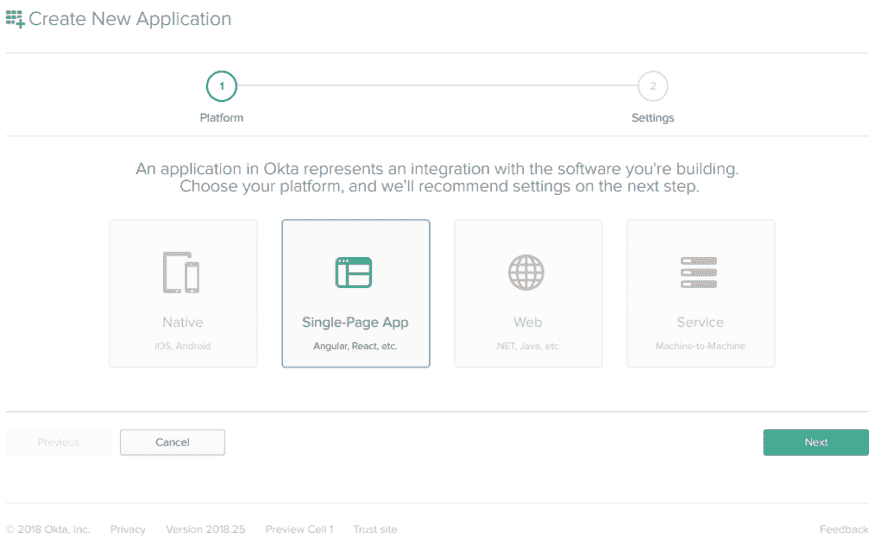 Create New Application
1
2
Platform
Settings
An application in Okta represents an integration with the software you're building.
Choose your platform, and we'll recommend settings on the next step.
Native
iOS, Android
Single-Page App
Angular, React, etc.
Web
.NET, Java, etc.
Service
Machine-to-Machine
Previous
Cancel
Next
© 2018 Okta, Inc. Privacy Version 2018.25 Preview Cell 1 Trust site Feedback